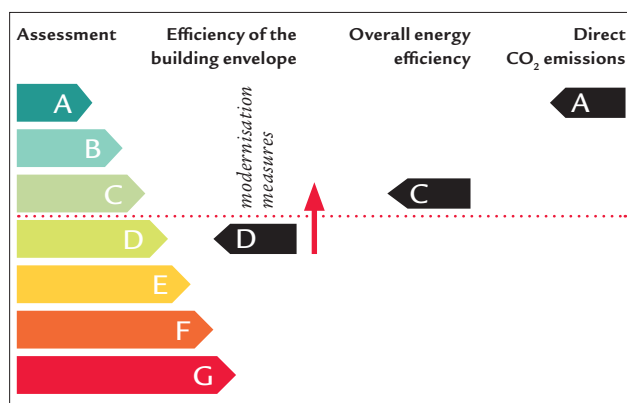 Assessment
Efficiency of the
building envelope
Overall energy
efficiency
Direct
CO₂ emissions
A
B
C
D
E
F
G
modernisation
measures
D
C
A